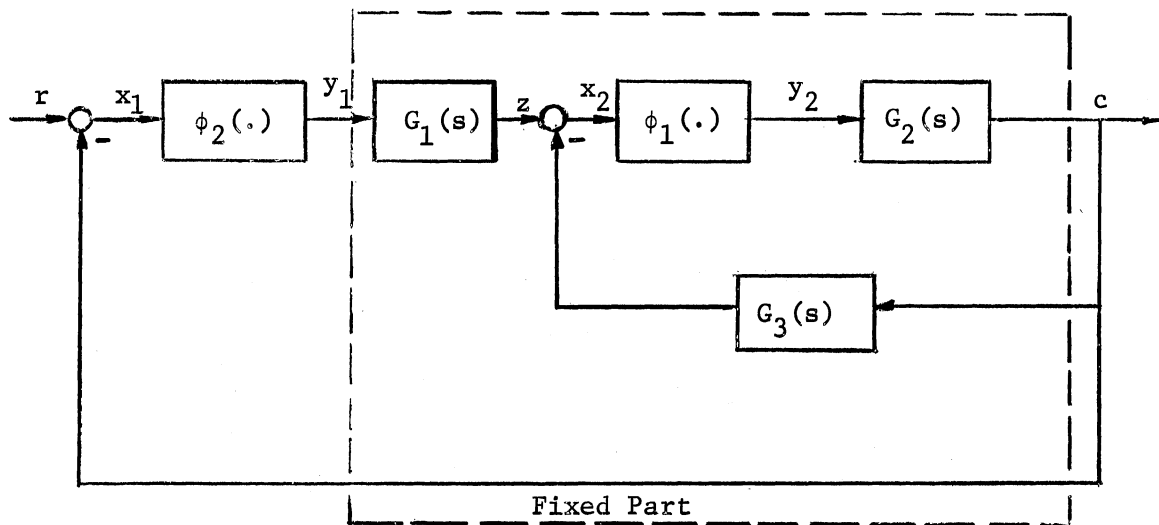 r
x₁
-
ϕ₂(.)
y₁
G₁(s)
z
-
x₂
ϕ₁(.)
y₂
G₂(s)
c
G₃(s)
Fixed Part